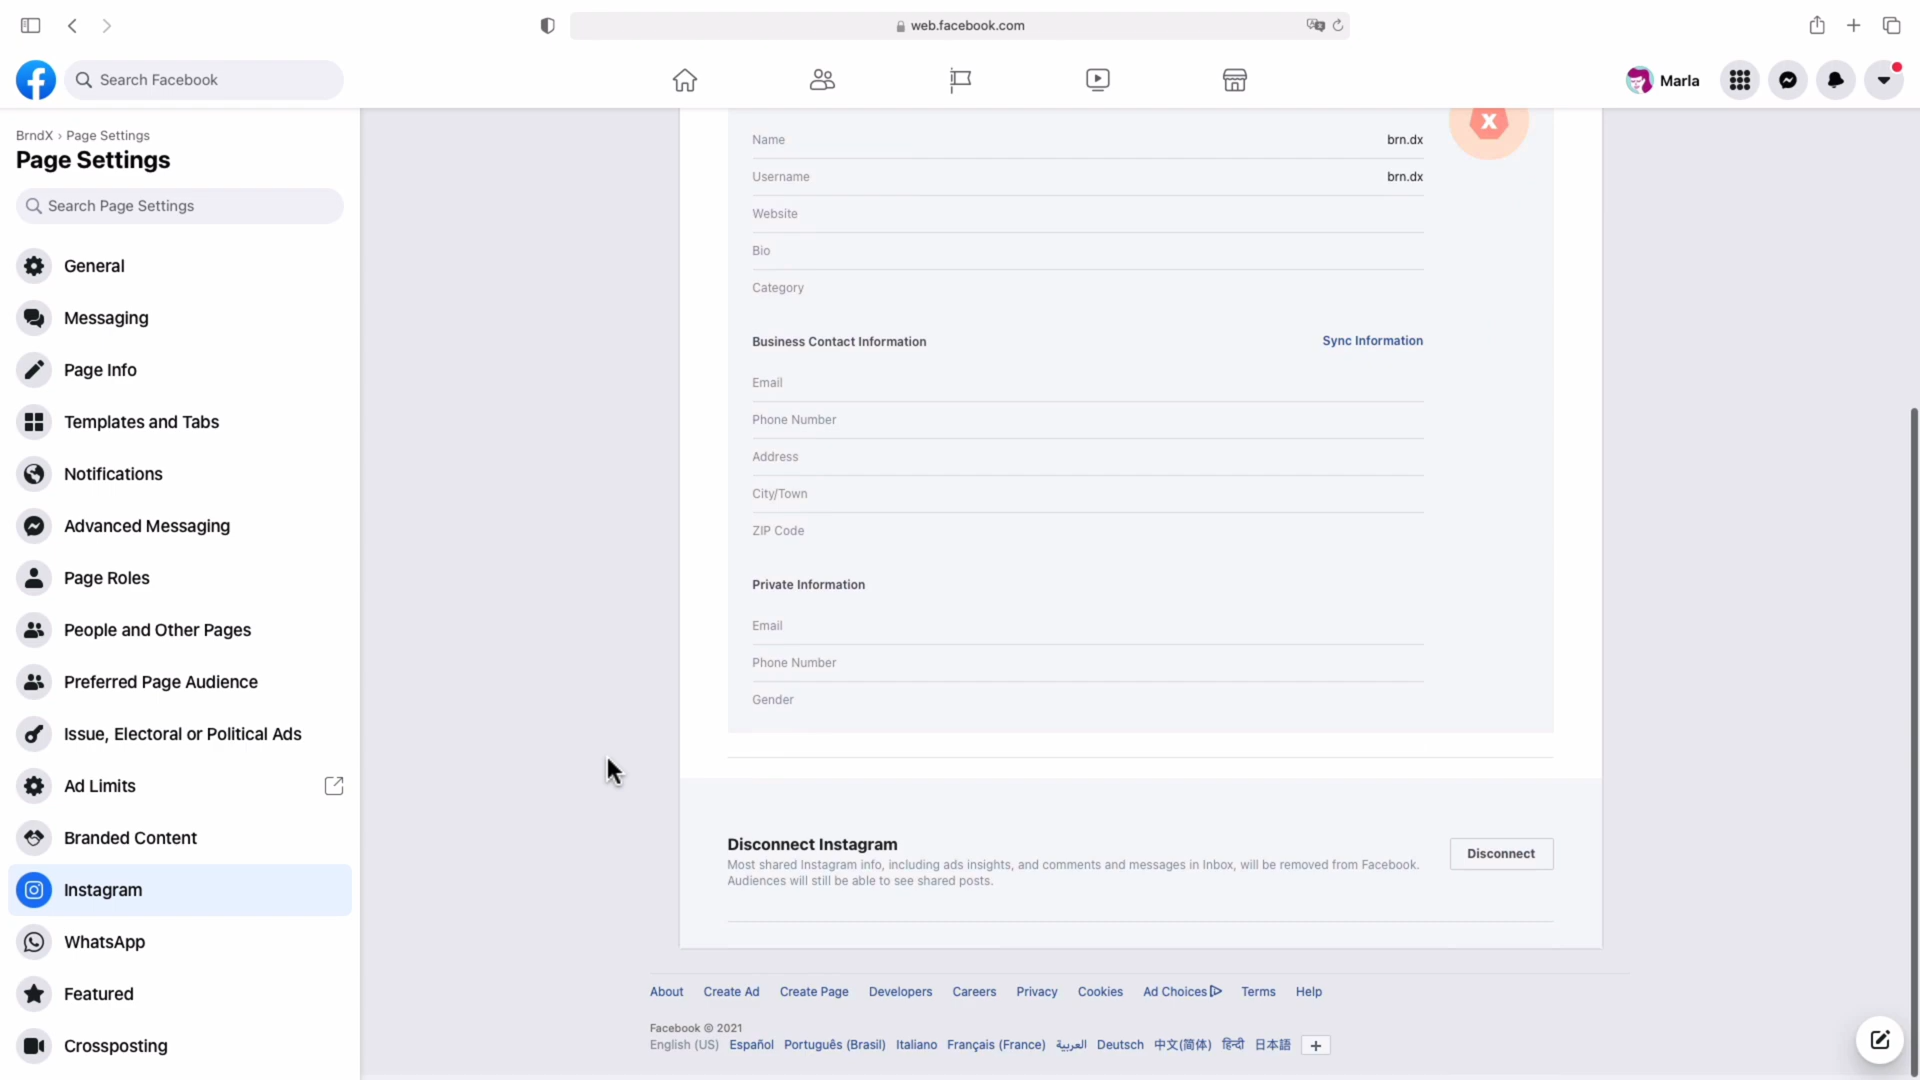 web.facebook.com
Search Facebook
Marla
BrndX › Page Settings
Page Settings
Search Page Settings
General
Messaging
Page Info
Templates and Tabs
Notifications
Advanced Messaging
Page Roles
People and Other Pages
Preferred Page Audience
Issue, Electoral or Political Ads
Ad Limits
Branded Content
Instagram
WhatsApp
Featured
Crossposting
X
Name brn.dx
Username brn.dx
Website
Bio
Category
Business Contact Information Sync Information
Email
Phone Number
Address
City/Town
ZIP Code
Private Information
Email
Phone Number
Gender
Disconnect Instagram
Most shared Instagram info, including ads insights, and comments and messages in Inbox, will be removed from Facebook.
Audiences will still be able to see shared posts.
Disconnect
About Create Ad Create Page Developers Careers Privacy Cookies Ad Choices Terms Help
Facebook © 2021
English (US) Español Português (Brasil) Italiano Français (France) العربية Deutsch 中文(简体) हिन्दी 日本語 +